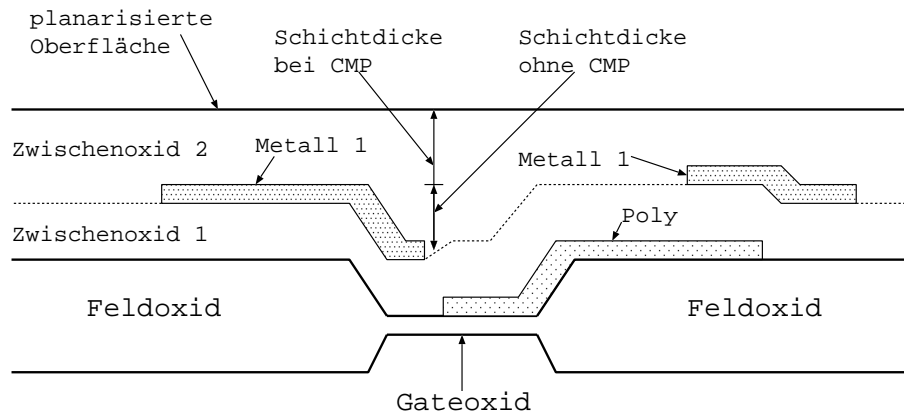 planarisierte
Oberfläche
Schichtdicke
bei CMP
Schichtdicke
ohne CMP
Zwischenoxid 2
Metall 1
Metall 1
Poly
Zwischenoxid 1
Feldoxid
Feldoxid
Gateoxid